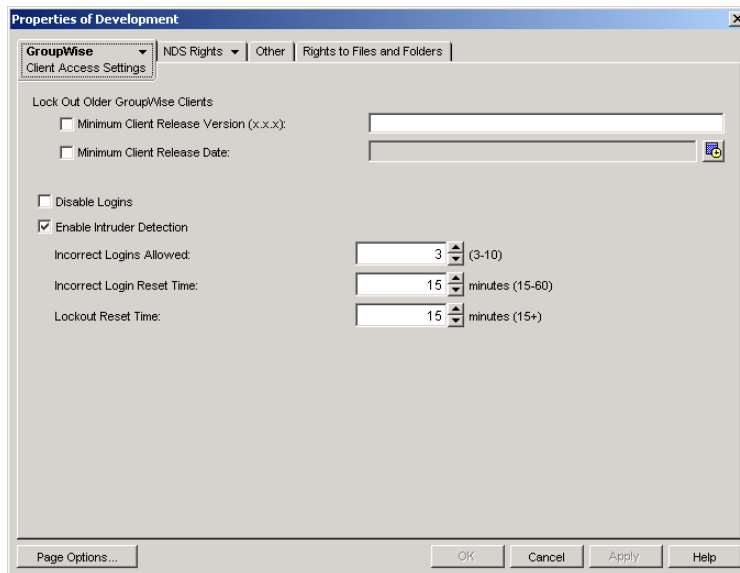 Properties of Development
GroupWise NDS Rights Other Rights to Files and Folders
Client Access Settings
Lock Out Older GroupWise Clients
Minimum Client Release Version (x.x.x):
Minimum Client Release Date:
Disable Logins
Enable Intruder Detection
Incorrect Logins Allowed: 3 (3-10)
Incorrect Login Reset Time: 15 minutes (15-60)
Lockout Reset Time: 15 minutes (15+)
Page Options... OK Cancel Apply Help